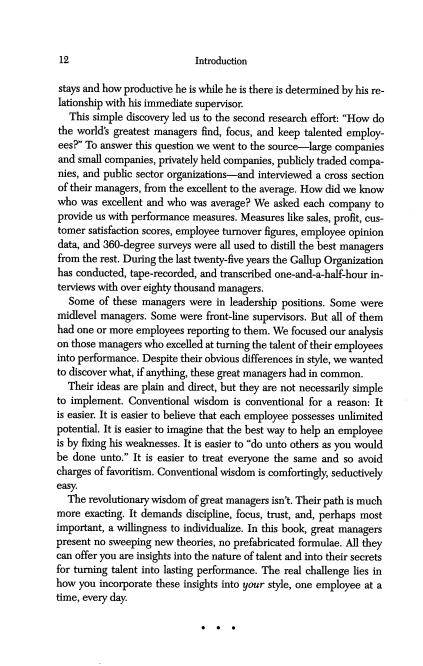 12
Introduction
stays and how productive he is while he is there is determined by his re-
lationship with his immediate supervisor.
This simple discovery led us to the second research effort: “How do
the world’s greatest managers find, focus, and keep talented employ-
ees?” To answer this question we went to the source—large companies
and small companies, privately held companies, publicly traded compa-
nies, and public sector organizations—and interviewed a cross section
of their managers, from the excellent to the average. How did we know
who was excellent and who was average? We asked each company to
provide us with performance measures. Measures like sales, profit, cus-
tomer satisfaction scores, employee turnover figures, employee opinion
data, and 360-degree surveys were all used to distill the best managers
from the rest. During the last twenty-five years the Gallup Organization
has conducted, tape-recorded, and transcribed one-and-a-half-hour in-
terviews with over eighty thousand managers.
Some of these managers were in leadership positions. Some were
midlevel managers. Some were front-line supervisors. But all of them
had one or more employees reporting to them. We focused our analysis
on those managers who excelled at turning the talent of their employees
into performance. Despite their obvious differences in style, we wanted
to discover what, if anything, these great managers had in common.
Their ideas are plain and direct, but they are not necessarily simple
to implement. Conventional wisdom is conventional for a reason: It
is easier. It is easier to believe that each employee possesses unlimited
potential. It is easier to imagine that the best way to help an employee
is by fixing his weaknesses. It is easier to “do unto others as you would
be done unto.” It is easier to treat everyone the same and so avoid
charges of favoritism. Conventional wisdom is comfortingly, seductively
easy.
The revolutionary wisdom of great managers isn’t. Their path is much
more exacting. It demands discipline, focus, trust, and, perhaps most
important, a willingness to individualize. In this book, great managers
present no sweeping new theories, no prefabricated formulae. All they
can offer you are insights into the nature of talent and into their secrets
for turning talent into lasting performance. The real challenge lies in
how you incorporate these insights into your style, one employee at a
time, every day.
• • •